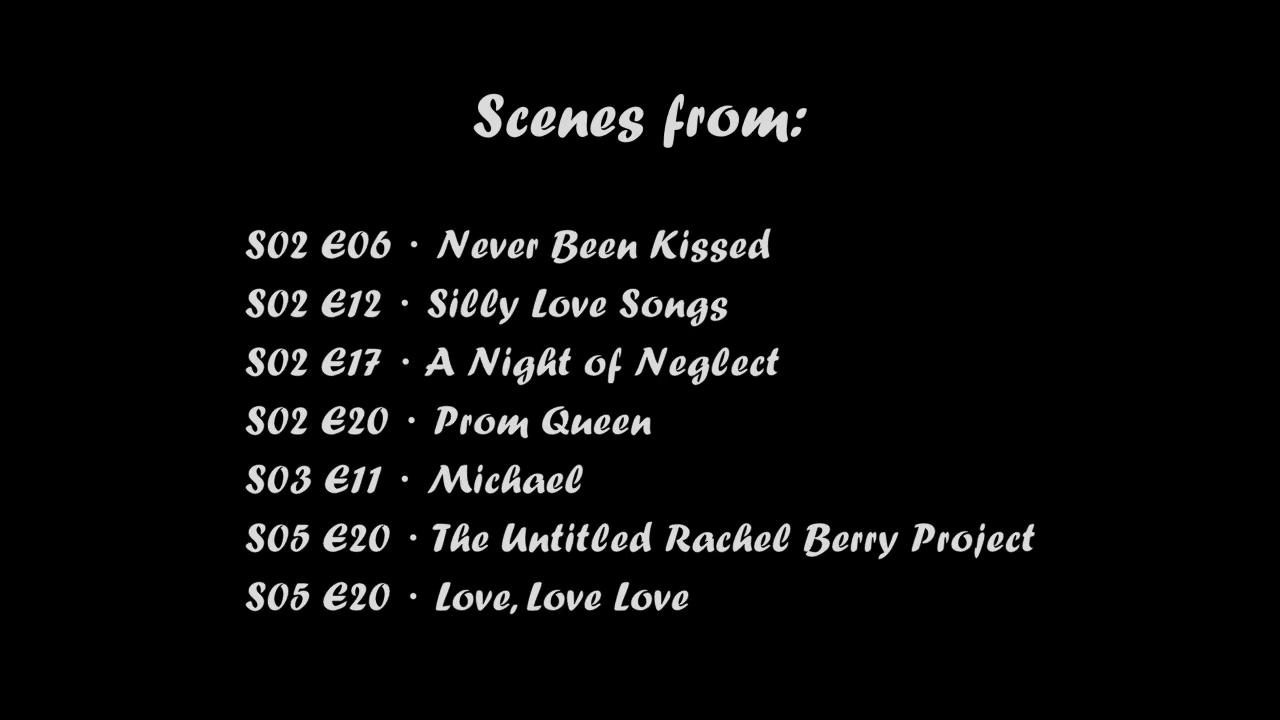 Scenes from:
S02 E06 · Never Been Kissed
S02 E12 · Silly Love Songs
S02 E17 · A Night of Neglect
S02 E20 · Prom Queen
S03 E11 · Michael
S05 E20 · The Untitled Rachel Berry Project
S05 E20 · Love, Love Love